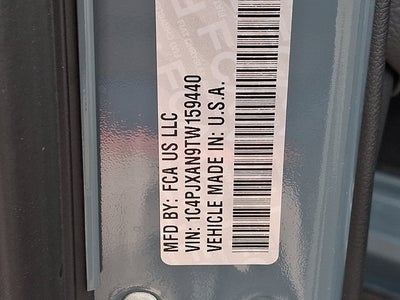 MFD BY: FCA US LLC
VIN: 1C4PJXAN9TW159440
VEHICLE MADE IN: U.S.A.